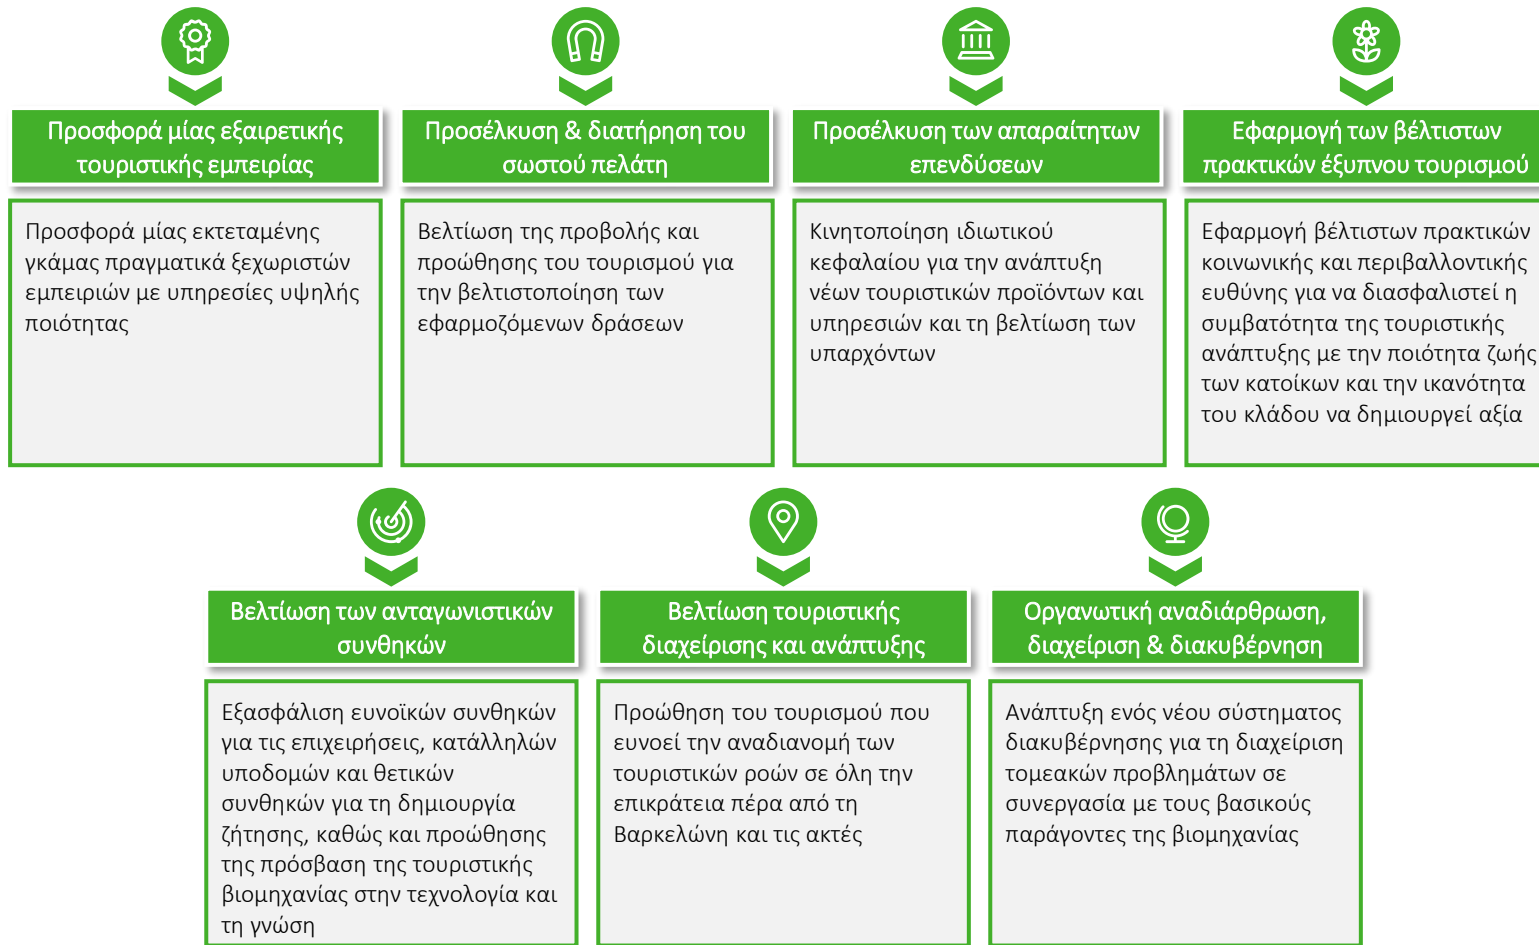 Προσφορά μίας εξαιρετικής
τουριστικής εμπειρίας
Προσφορά μίας εκτεταμένης
γκάμας πραγματικά ξεχωριστών
εμπειριών με υπηρεσίες υψηλής
ποιότητας
Προσέλκυση & διατήρηση του
σωστού πελάτη
Βελτίωση της προβολής και
προώθησης του τουρισμού για
την βελτιστοποίηση των
εφαρμοζόμενων δράσεων
Προσέλκυση των απαραίτητων
επενδύσεων
Κινητοποίηση ιδιωτικού
κεφαλαίου για την ανάπτυξη
νέων τουριστικών προϊόντων και
υπηρεσιών και τη βελτίωση των
υπαρχόντων
Εφαρμογή των βέλτιστων
πρακτικών έξυπνου τουρισμού
Εφαρμογή βέλτιστων πρακτικών
κοινωνικής και περιβαλλοντικής
ευθύνης για να διασφαλιστεί η
συμβατότητα της τουριστικής
ανάπτυξης με την ποιότητα ζωής
των κατοίκων και την ικανότητα
του κλάδου να δημιουργεί αξία
Βελτίωση των ανταγωνιστικών
συνθηκών
Εξασφάλιση ευνοϊκών συνθηκών
για τις επιχειρήσεις, κατάλληλών
υποδομών και θετικών
συνθηκών για τη δημιουργία
ζήτησης, καθώς και προώθησης
της πρόσβαση της τουριστικής
βιομηχανίας στην τεχνολογία και
τη γνώση
Βελτίωση τουριστικής
διαχείρισης και ανάπτυξης
Προώθηση του τουρισμού που
ευνοεί την αναδιανομή των
τουριστικών ροών σε όλη την
επικράτεια πέρα από τη
Βαρκελώνη και τις ακτές
Οργανωτική αναδιάρθρωση,
διαχείριση & διακυβέρνηση
Ανάπτυξη ενός νέου σύστηματος
διακυβέρνησης για τη διαχείριση
τομεακών προβλημάτων σε
συνεργασία με τους βασικούς
παράγοντες της βιομηχανίας